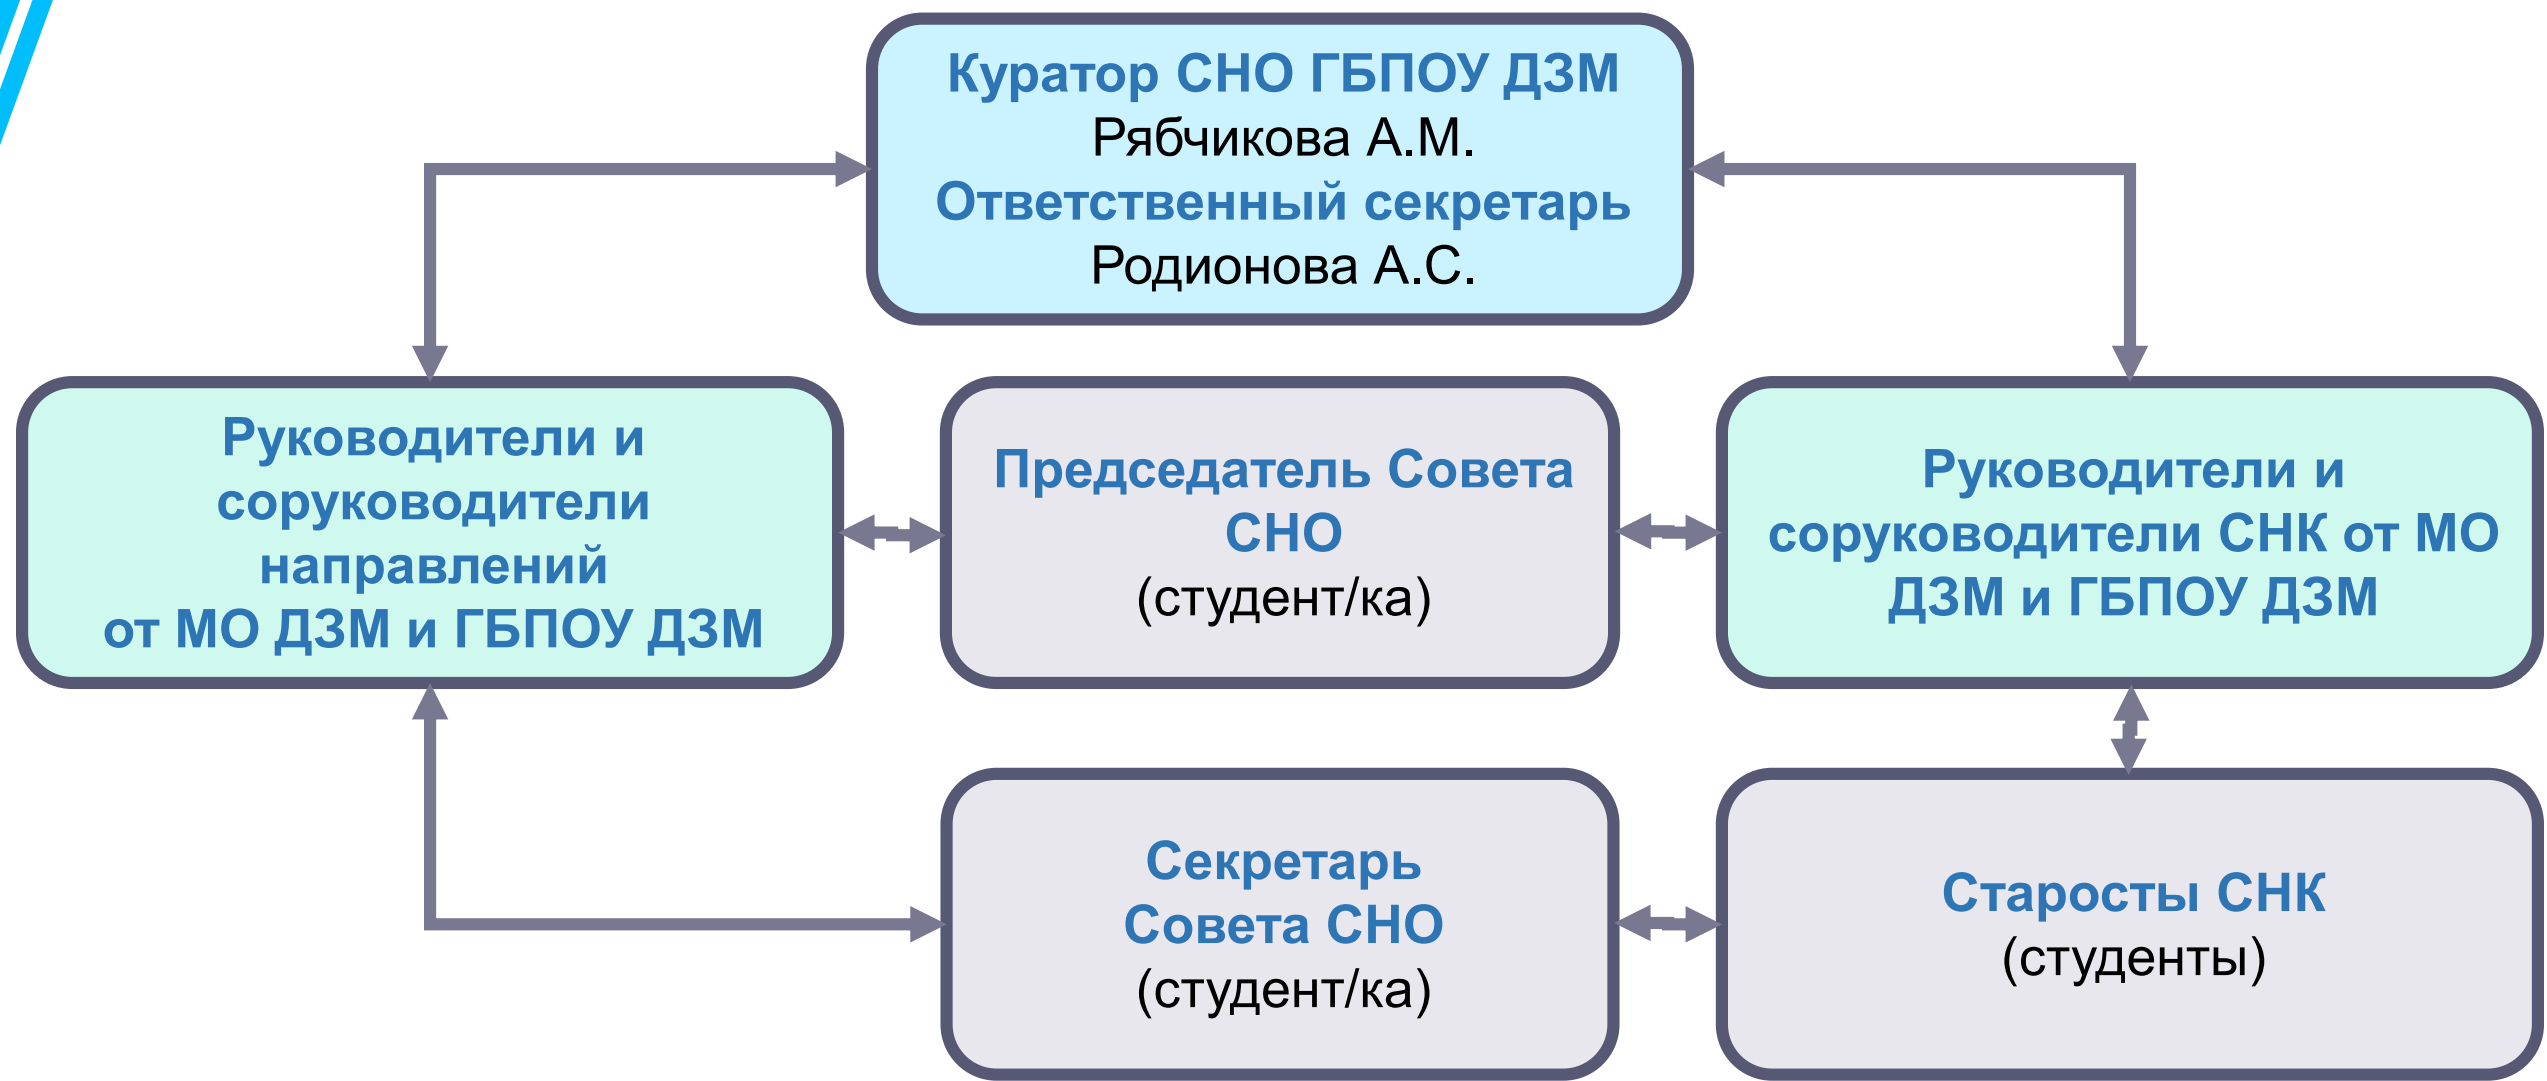 Куратор СНО ГБПОУ ДЗМ
Рябчикова А.М.
Ответственный секретарь
Родионова А.С.
Руководители и
соруководители
направлений
от МО ДЗМ и ГБПОУ ДЗМ
Председатель Совета
СНО
(студент/ка)
Руководители и
соруководители СНК от МО
ДЗМ и ГБПОУ ДЗМ
Секретарь
Совета СНО
(студент/ка)
Старосты СНК
(студенты)